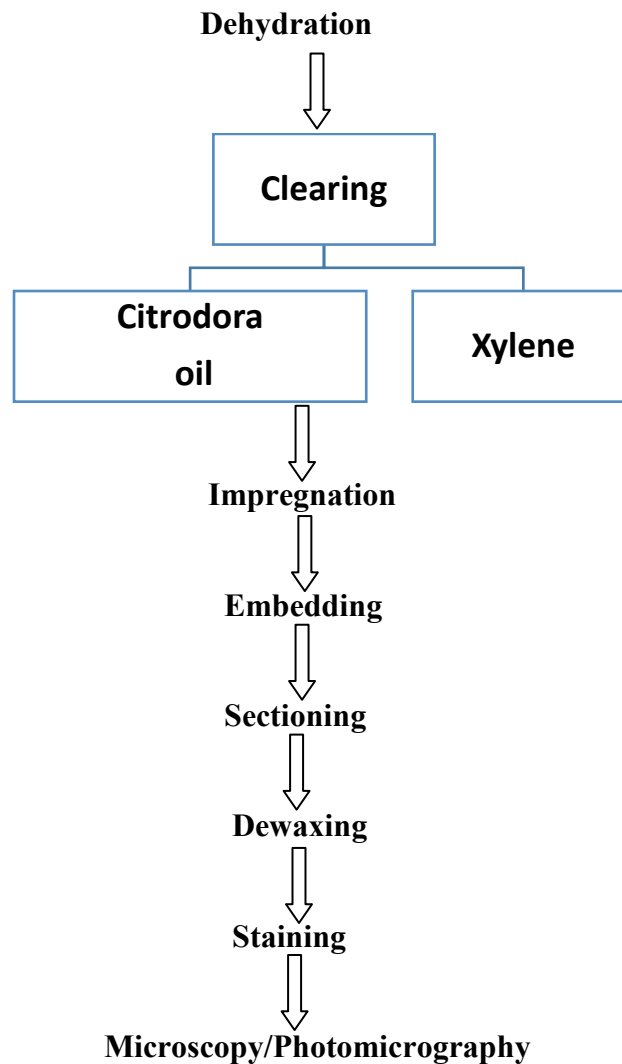 Dehydration
Clearing
Citrodora
oil
Xylene
Impregnation
Embedding
Sectioning
Dewaxing
Staining
Microscopy/Photomicrography